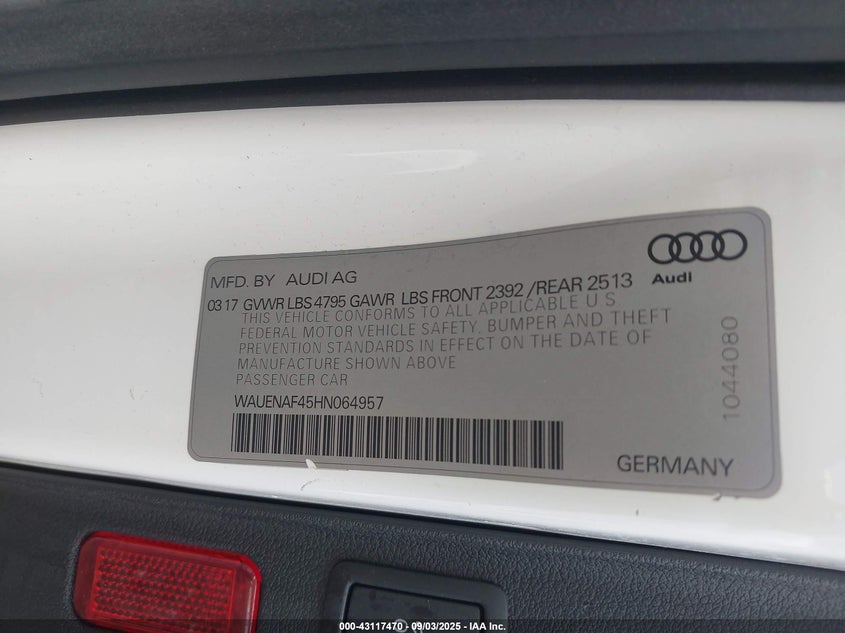 Audi
MFD. BY AUDI AG
03 17 GVWR LBS 4795 GAWR LBS FRONT 2392 /REAR 2513
THIS VEHICLE CONFORMS TO ALL APPLICABLE U S
FEDERAL MOTOR VEHICLE SAFETY. BUMPER AND THEFT
PREVENTION STANDARDS IN EFFECT ON THE DATE OF
MANUFACTURE SHOWN ABOVE
PASSENGER CAR
WAUENAF45HN064957
1044080
GERMANY
000-43117470 - 09/03/2025 - IAA Inc.